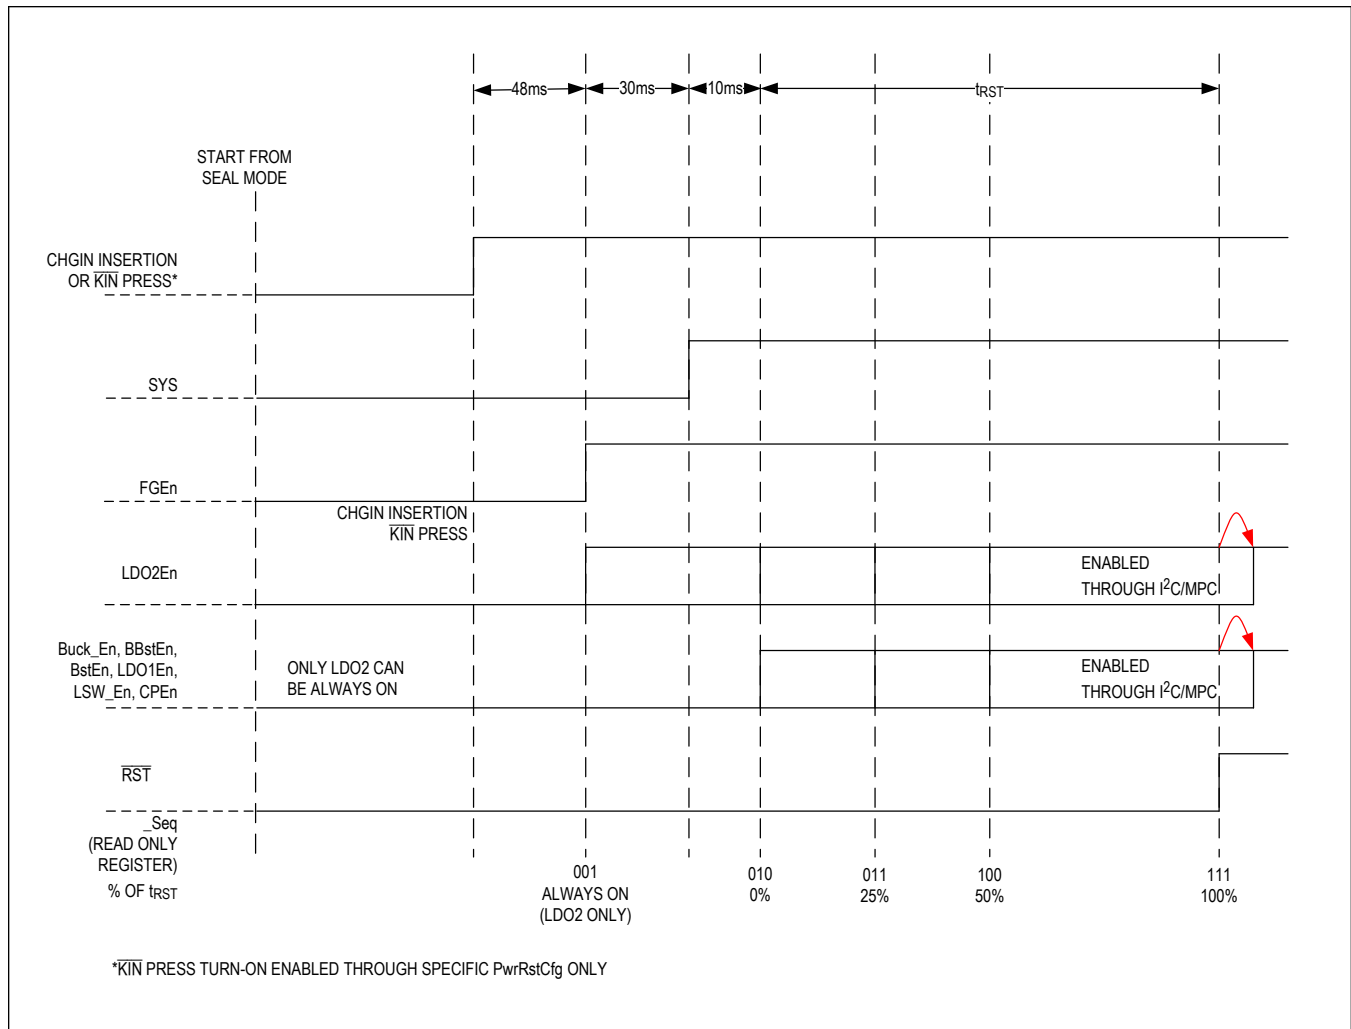 48ms
30ms
10ms
tRST
START FROM
SEAL MODE
CHGIN INSERTION
OR KIN PRESS*
SYS
FGEn
CHGIN INSERTION
KIN PRESS
LDO2En
ENABLED
THROUGH I2C/MPC
Buck_En, BBstEn,
BstEn, LDO1En,
LSW_En, CPEn
ONLY LDO2 CAN
BE ALWAYS ON
ENABLED
THROUGH I2C/MPC
RST
_Seq
(READ ONLY
REGISTER)
% OF tRST
001
ALWAYS ON
(LDO2 ONLY)
010
0%
011
25%
100
50%
111
100%
*KIN PRESS TURN-ON ENABLED THROUGH SPECIFIC PwrRstCfg ONLY